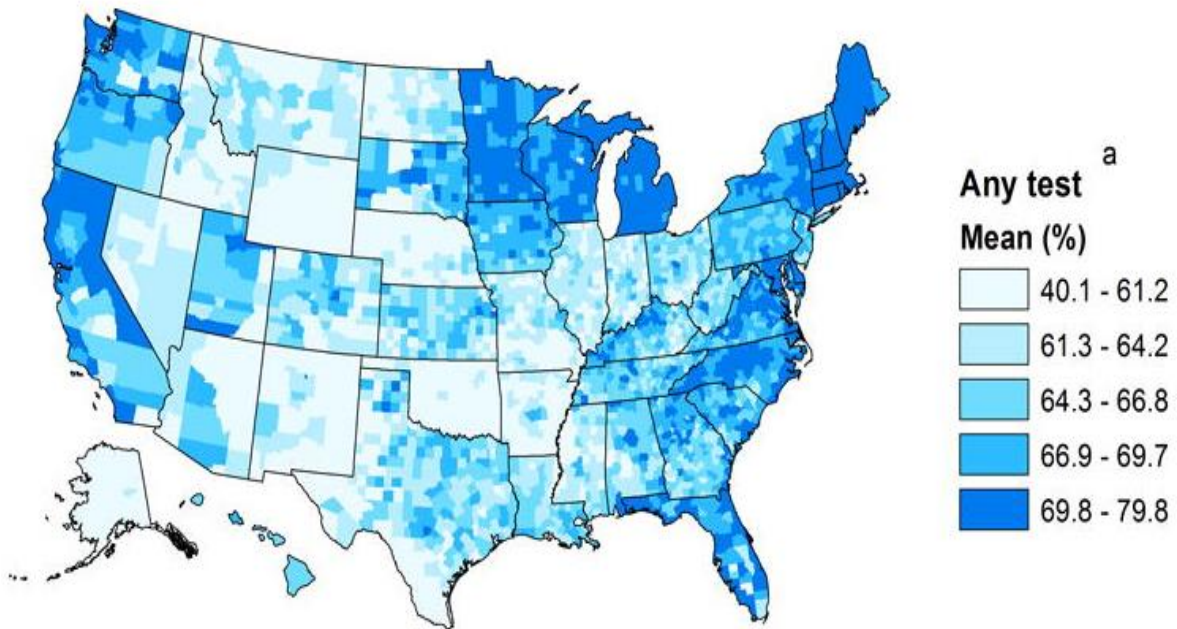 a
Any test
Mean (%)
40.1 - 61.2
61.3 - 64.2
64.3 - 66.8
66.9 - 69.7
69.8 - 79.8